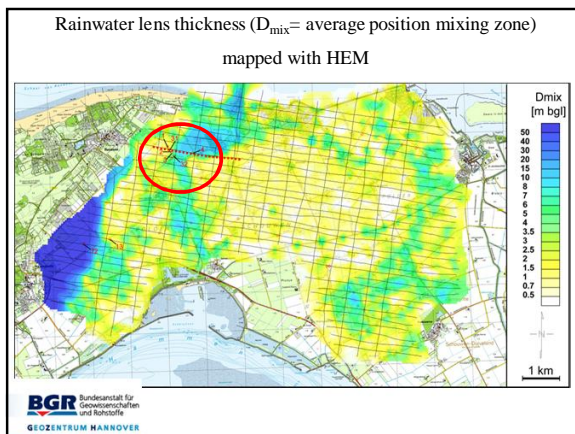 Rainwater lens thickness (Dmix= average position mixing zone)
mapped with HEM
Dmix
[m bgl]
50
40
30
20
15
10
8
7
6
5
4.5
4
3.5
3
2.5
2
1.5
1
0.7
0.5
N
1 km
BGR Bundesanstalt für
Geowissenschaften
und Rohstoffe
GEOZENTRUM HANNOVER